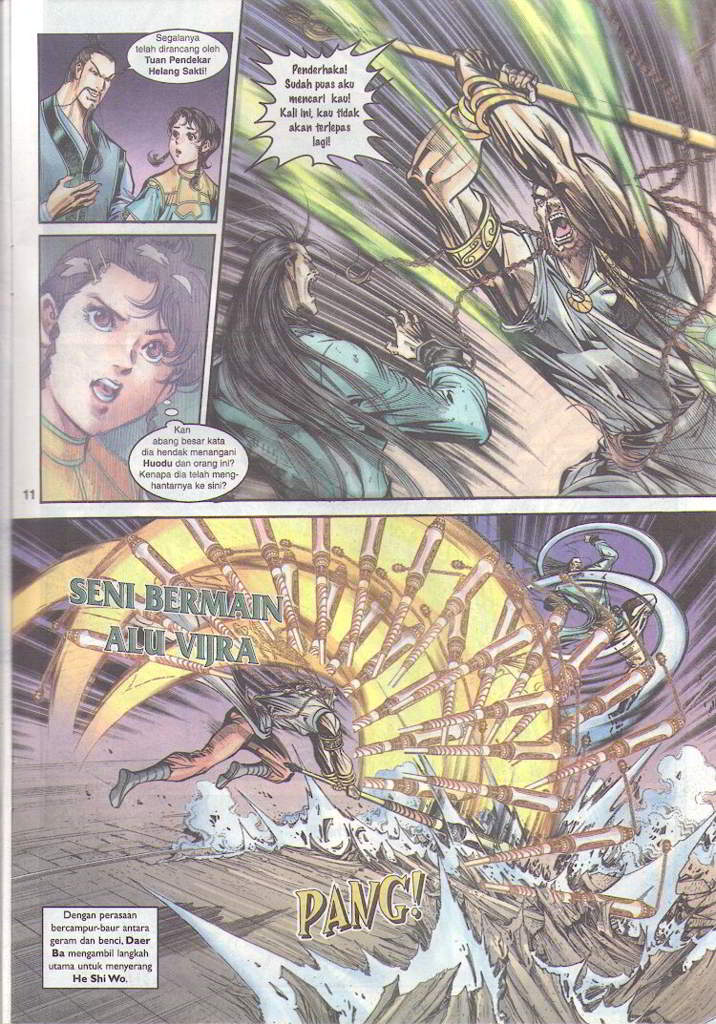 Segalanya
telah dirancang oleh
Tuan Pendekar
Helang Sakti!
Penderhaka!
Sudah puas aku
mencari kau!
Kali ini, kau tidak
akan terlepas
lagi!
Kan
abang besar kata
dia hendak menangani
Huodu dan orang ini?
Kenapa dia telah meng-
hantarnya ke sini?
11
SENI BERMAIN
ALU VIJRA
PANG!
Dengan perasaan
bercampur-baur antara
geram dan benci, Daer
Ba mengambil langkah
utama untuk menyerang
He Shi Wo.